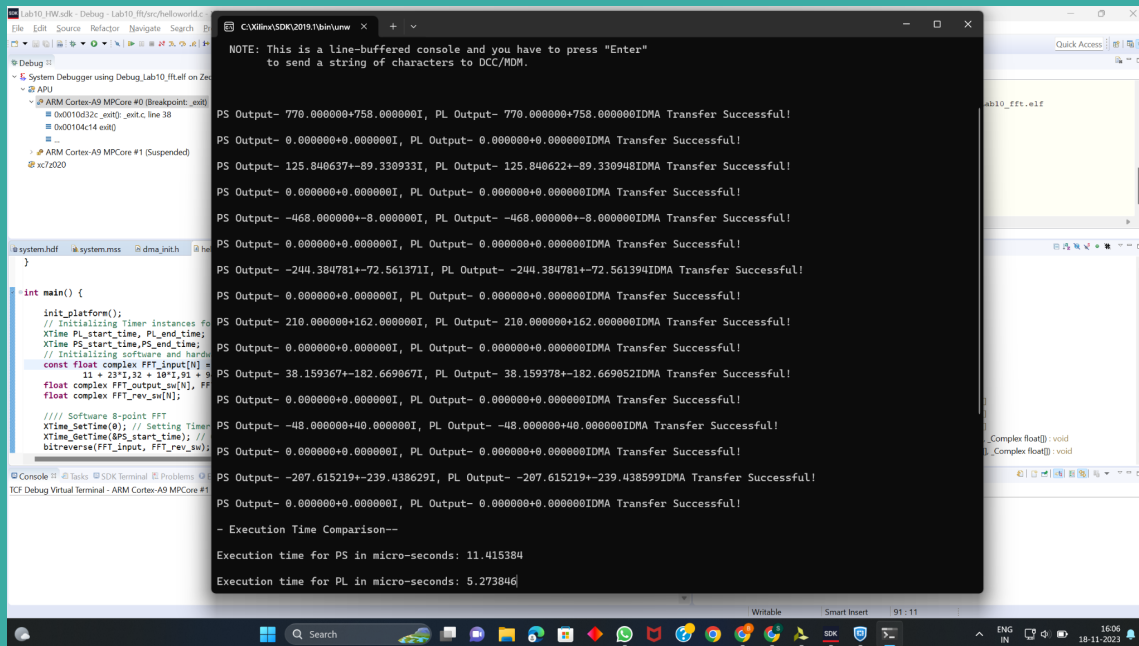 Lab10_HW.sdk - Debug - Lab10_fft/src/helloworld.c -
File Edit Source Refactor Navigate Search
Quick Access
Debug
System Debugger using Debug_Lab10_fft.elf on Zed
APU
ARM Cortex-A9 MPCore #0 (Breakpoint: _exit)
0x0010d32c _exit(): _exit.c, line 38
0x00104c14 exit()
...
ARM Cortex-A9 MPCore #1 (Suspended)
xc7z020
ab10_fft.elf
C:\Xilinx\SDK\2019.1\bin\unw
NOTE: This is a line-buffered console and you have to press "Enter"
to send a string of characters to DCC/MDM.
PS Output- 770.000000+758.000000I, PL Output- 770.000000+758.000000IDMA Transfer Successful!
PS Output- 0.000000+0.000000I, PL Output- 0.000000+0.000000IDMA Transfer Successful!
PS Output- 125.840637+-89.330933I, PL Output- 125.840622+-89.330948IDMA Transfer Successful!
PS Output- 0.000000+0.000000I, PL Output- 0.000000+0.000000IDMA Transfer Successful!
PS Output- -468.000000+-8.000000I, PL Output- -468.000000+-8.000000IDMA Transfer Successful!
PS Output- 0.000000+0.000000I, PL Output- 0.000000+0.000000IDMA Transfer Successful!
PS Output- -244.384781+-72.561371I, PL Output- -244.384781+-72.561394IDMA Transfer Successful!
PS Output- 0.000000+0.000000I, PL Output- 0.000000+0.000000IDMA Transfer Successful!
PS Output- 210.000000+162.000000I, PL Output- 210.000000+162.000000IDMA Transfer Successful!
PS Output- 0.000000+0.000000I, PL Output- 0.000000+0.000000IDMA Transfer Successful!
PS Output- 38.159367+-182.669067I, PL Output- 38.159378+-182.669052IDMA Transfer Successful!
PS Output- 0.000000+0.000000I, PL Output- 0.000000+0.000000IDMA Transfer Successful!
PS Output- -48.000000+40.000000I, PL Output- -48.000000+40.000000IDMA Transfer Successful!
PS Output- 0.000000+0.000000I, PL Output- 0.000000+0.000000IDMA Transfer Successful!
PS Output- -207.615219+-239.438629I, PL Output- -207.615219+-239.438599IDMA Transfer Successful!
PS Output- 0.000000+0.000000I, PL Output- 0.000000+0.000000IDMA Transfer Successful!
- Execution Time Comparison--
Execution time for PS in micro-seconds: 11.415384
Execution time for PL in micro-seconds: 5.273846
system.hdf system.mss dma_init.h hel
}
int main() {
init_platform();
// Initializing Timer instances fo
XTime PL_start_time, PL_end_time;
XTime PS_start_time,PS_end_time;
// Initializing software and hardw
const float complex FFT_input[N] =
11 + 23*I,32 + 10*I,91 + 9
float complex FFT_output_sw[N], FF
float complex FFT_rev_sw[N];
//// Software 8-point FFT
XTime_SetTime(0); // Setting Timer
XTime_GetTime(&PS_start_time); //
bitreverse(FFT_input, FFT_rev_sw);
, _Complex float[]) : void
], _Complex float[]) : void
Console Tasks SDK Terminal Problems
TCF Debug Virtual Terminal - ARM Cortex-A9 MPCore #1
Writable Smart Insert 91 : 11
Search
SDK
ENG
IN
16:06
18-11-2023